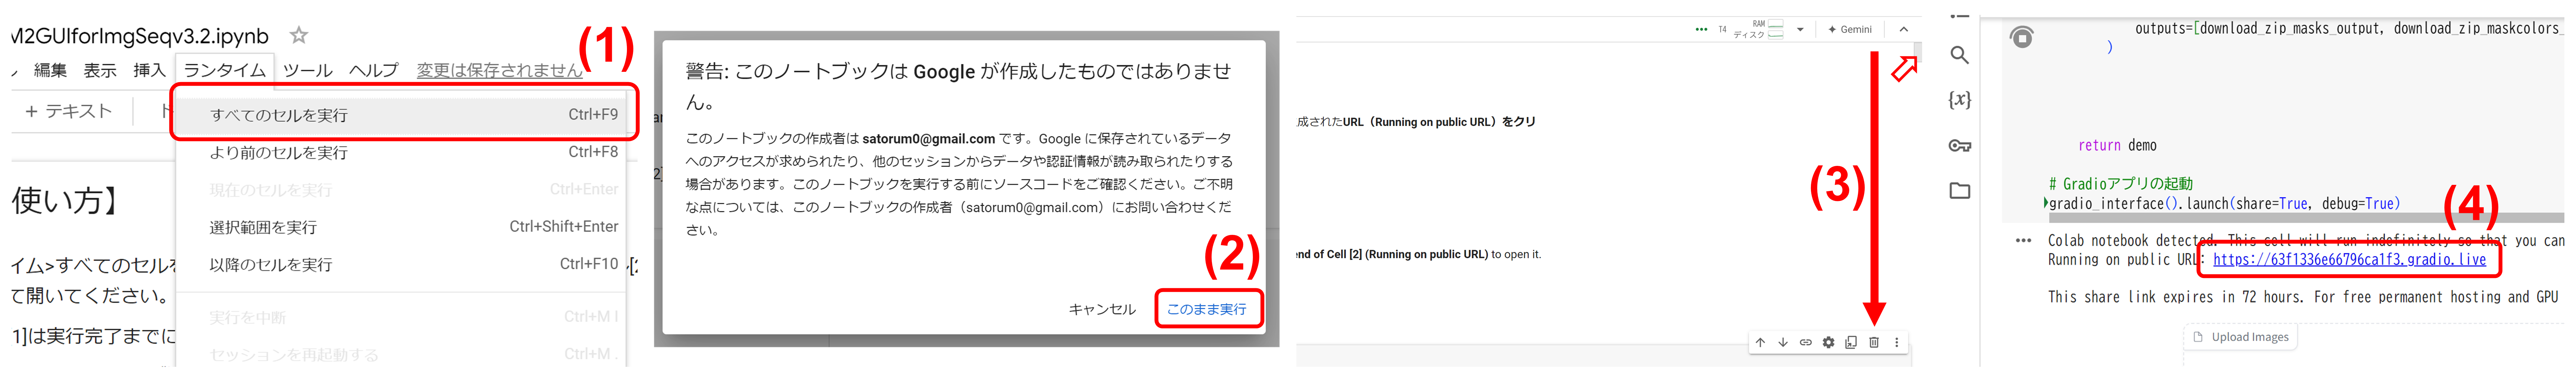 M2GUIforImgSeqv3.2.ipynb
編集 表示 挿入 ランタイム ツール ヘルプ 変更は保存されません
(1)
+ テキスト
すべてのセルを実行 Ctrl+F9
より前のセルを実行 Ctrl+F8
現在のセルを実行 Ctrl+Enter
選択範囲を実行 Ctrl+Shift+Enter
以降のセルを実行 Ctrl+F10
実行を中断 Ctrl+M I
セッションを再起動する Ctrl+M .
使い方】
イム>すべてのセルを
て開いてください。
1]は実行完了までに
警告: このノートブックは Google が作成したものではありませ
ん。
このノートブックの作成者は satorum0@gmail.com です。Google に保存されているデータ
へのアクセスが求められたり、他のセッションからデータや認証情報が読み取られたりする
場合があります。このノートブックを実行する前にソースコードをご確認ください。ご不明
な点については、このノートブックの作成者（satorum0@gmail.com）にお問い合わせくだ
さい。
(2)
キャンセル このまま実行
T4 RAM
ディスク
Gemini
成されたURL（Running on public URL）をクリ
(3)
end of Cell [2] (Running on public URL) to open it.
outputs=[download_zip_masks_output, download_zip_maskcolors_
)
{x}
return demo
# Gradioアプリの起動
gradio_interface().launch(share=True, debug=True)
(4)
Colab notebook detected. This cell will run indefinitely so that you can
Running on public URL: https://63f1336e66796ca1f3.gradio.live
This share link expires in 72 hours. For free permanent hosting and GPU
Upload Images